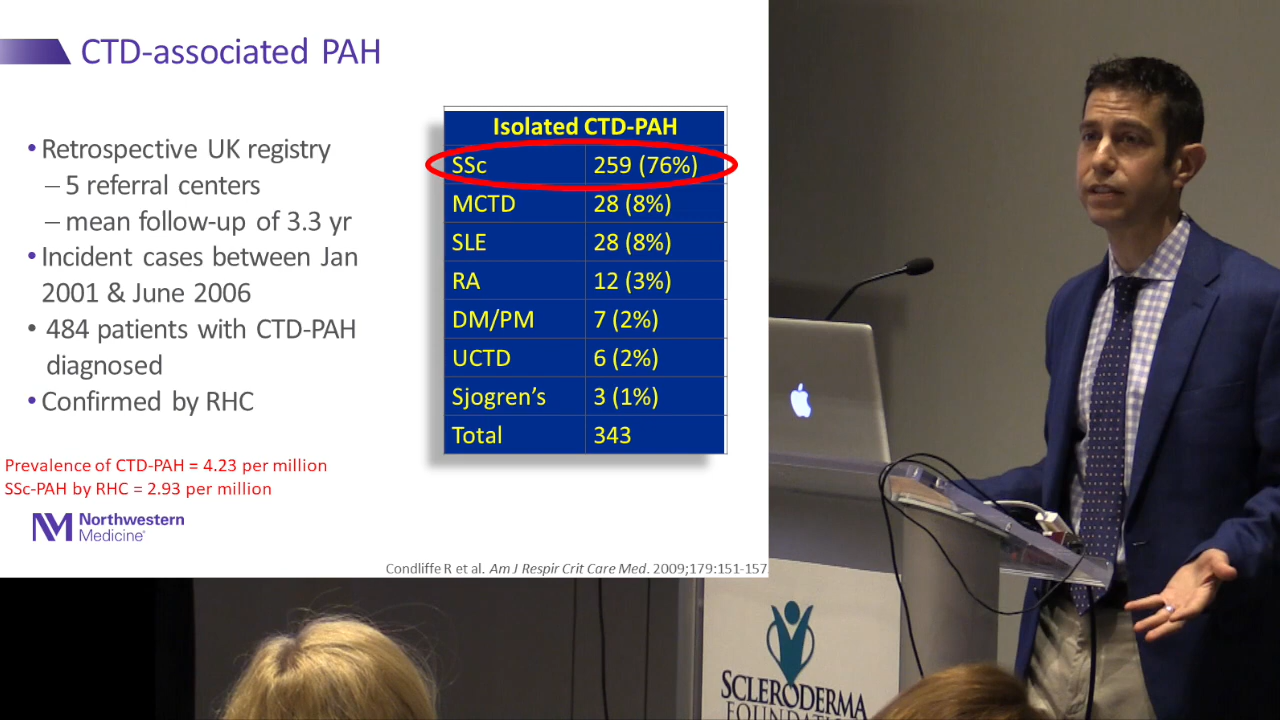 CTD-associated PAH
• Retrospective UK registry
– 5 referral centers
– mean follow-up of 3.3 yr
• Incident cases between Jan
2001 & June 2006
• 484 patients with CTD-PAH
diagnosed
• Confirmed by RHC
Prevalence of CTD-PAH = 4.23 per million
SSc-PAH by RHC = 2.93 per million
Isolated CTD-PAH
SSc 259 (76%)
MCTD 28 (8%)
SLE 28 (8%)
RA 12 (3%)
DM/PM 7 (2%)
UCTD 6 (2%)
Sjogren's 3 (1%)
Total 343
NM Northwestern
Medicine
Condliffe R et al. Am J Respir Crit Care Med. 2009;179:151-157
SCLERODERMA